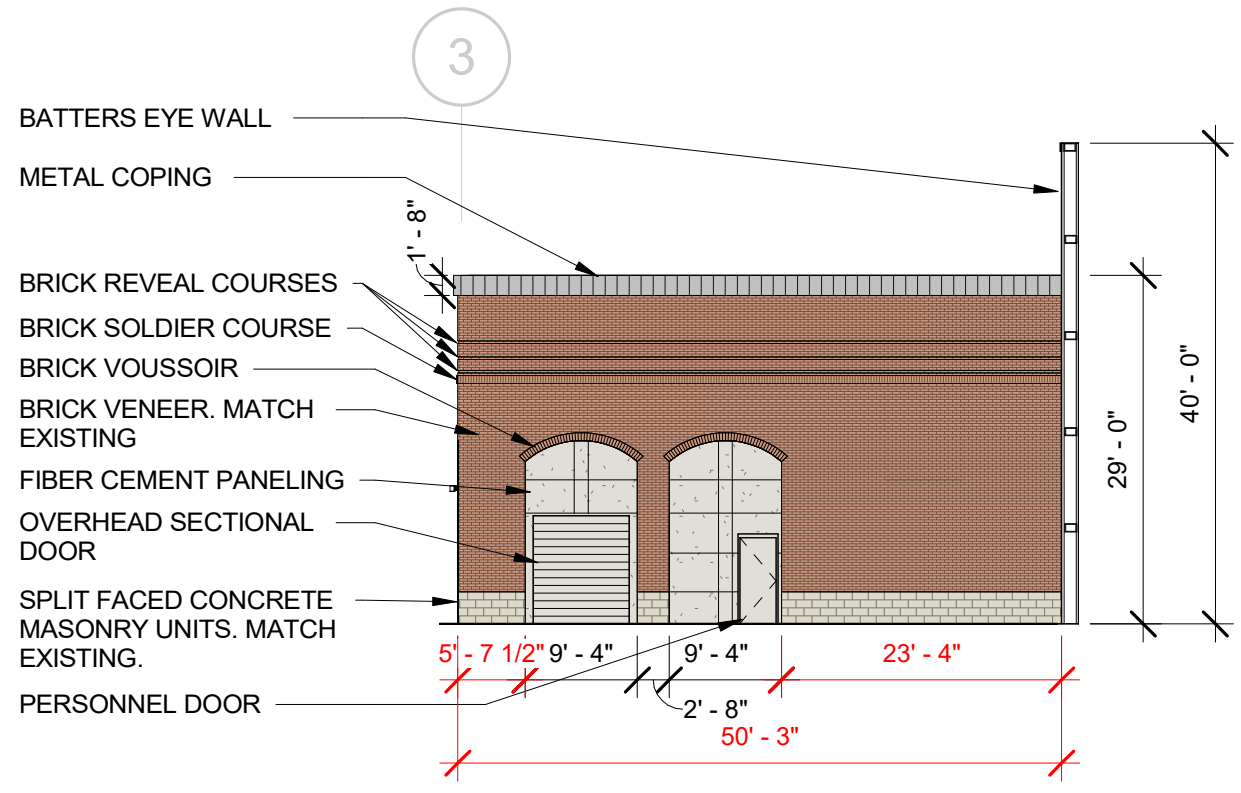 3
BATTERS EYE WALL
METAL COPING
1' - 8"
BRICK REVEAL COURSES
BRICK SOLDIER COURSE
BRICK VOUSSOIR
BRICK VENEER. MATCH
EXISTING
FIBER CEMENT PANELING
OVERHEAD SECTIONAL
DOOR
SPLIT FACED CONCRETE
MASONRY UNITS. MATCH
EXISTING.
PERSONNEL DOOR
29' - 0"
40' - 0"
5' - 7 1/2"
9' - 4"
9' - 4"
23' - 4"
2' - 8"
50' - 3"